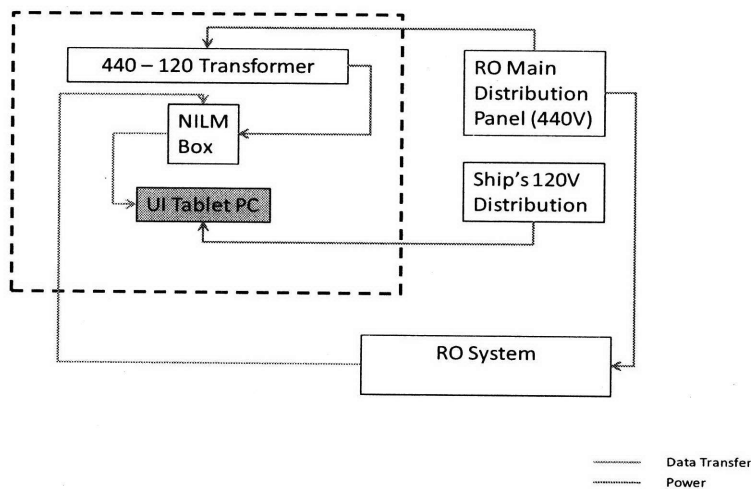 440 – 120 Transformer
RO Main
Distribution
Panel (440V)
NILM
Box
Ship's 120V
Distribution
UI Tablet PC
RO System
Data Transfer
Power